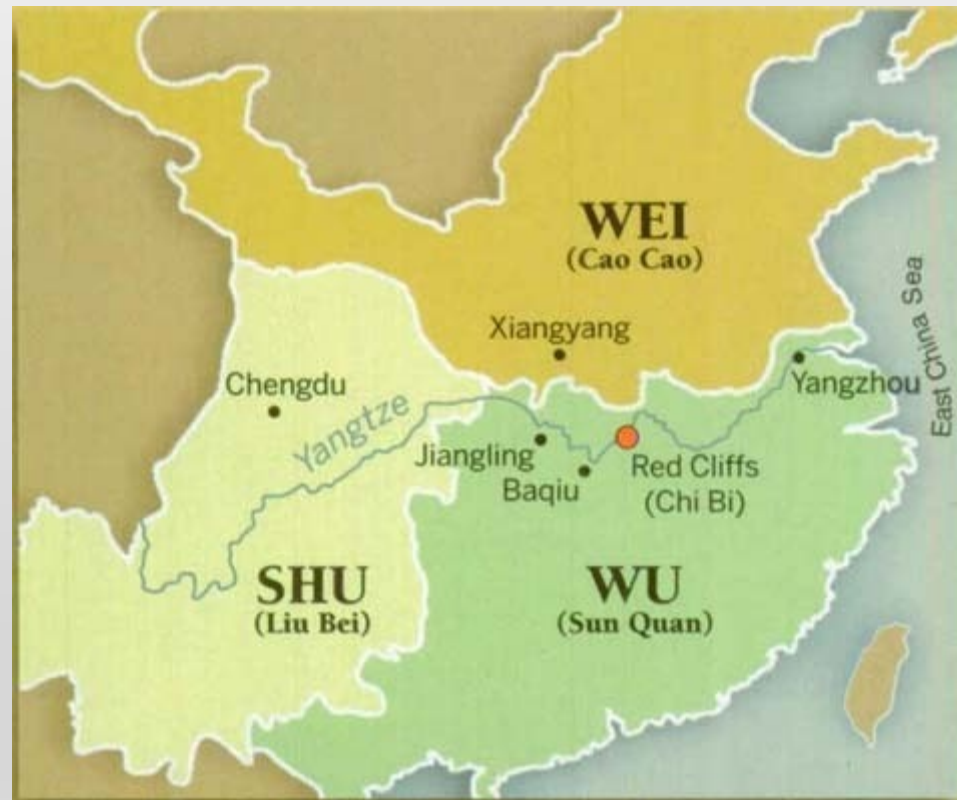 WEI
(Cao Cao)
Xiangyang
Chengdu
Yangtze
Jiangling
Baqiu
Red Cliffs
(Chi Bi)
Yangzhou
East China Sea
SHU
(Liu Bei)
WU
(Sun Quan)